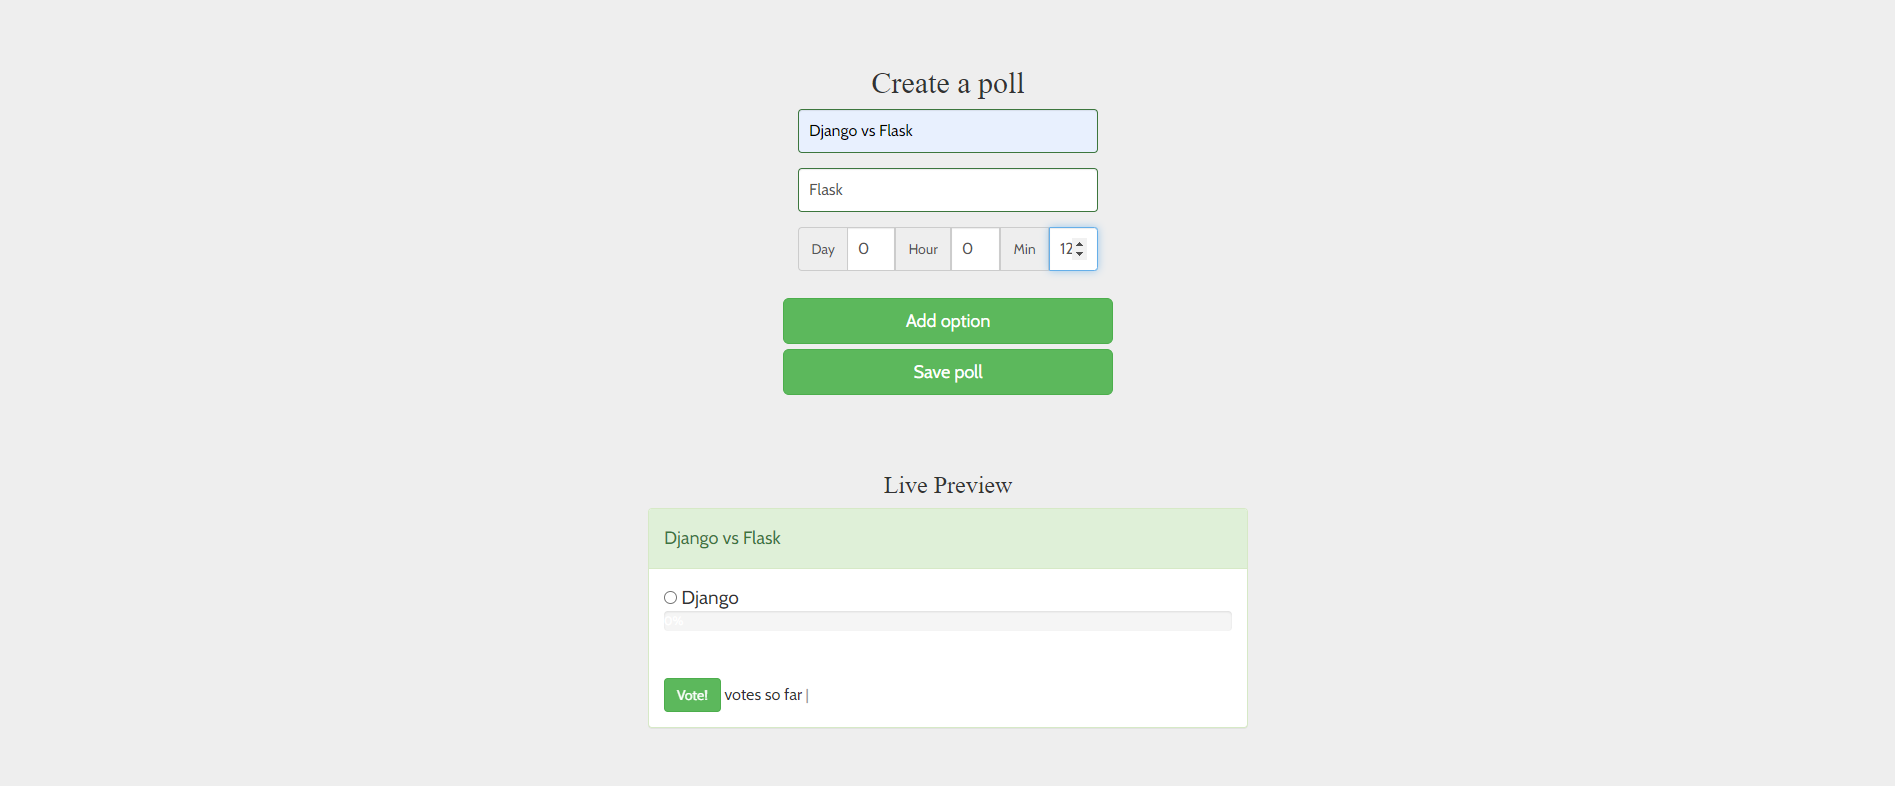 Create a poll
Django vs Flask
Flask
Day 0 Hour 0 Min 12
Add option
Save poll
Live Preview
Django vs Flask
Django
0%
Vote! votes so far |